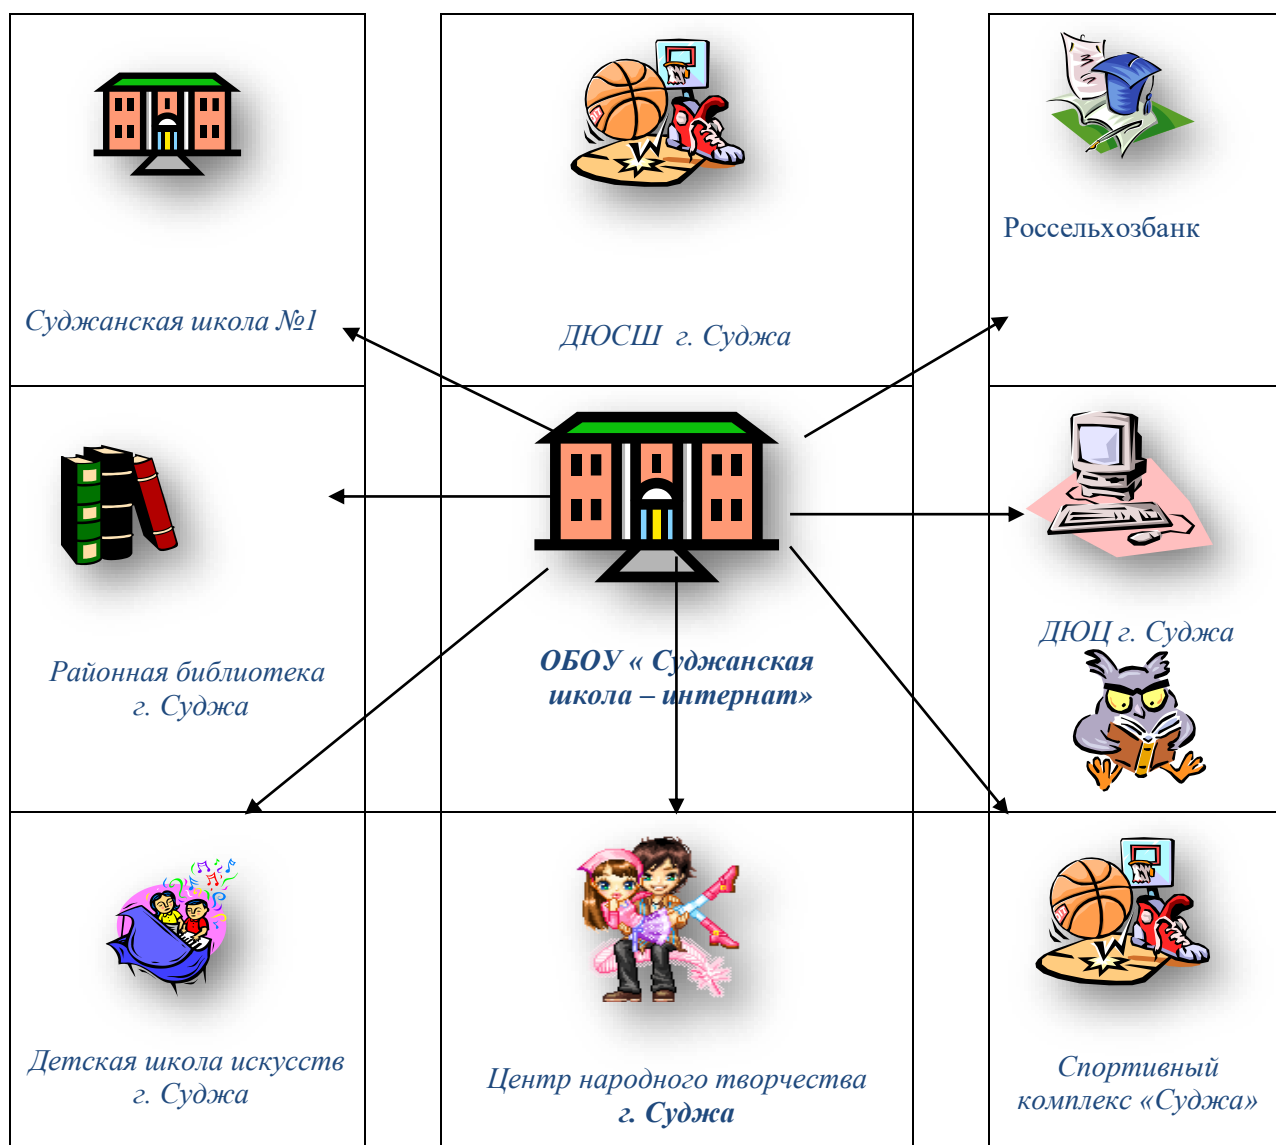 Суджанская школа №1
ДЮСШ г. Суджа
Россельхозбанк
Районная библиотека
г. Суджа
ОБОУ « Суджанская
школа – интернат»
ДЮЦ г. Суджа
Детская школа искусств
г. Суджа
Центр народного творчества
г. Суджа
Спортивный
комплекс «Суджа»